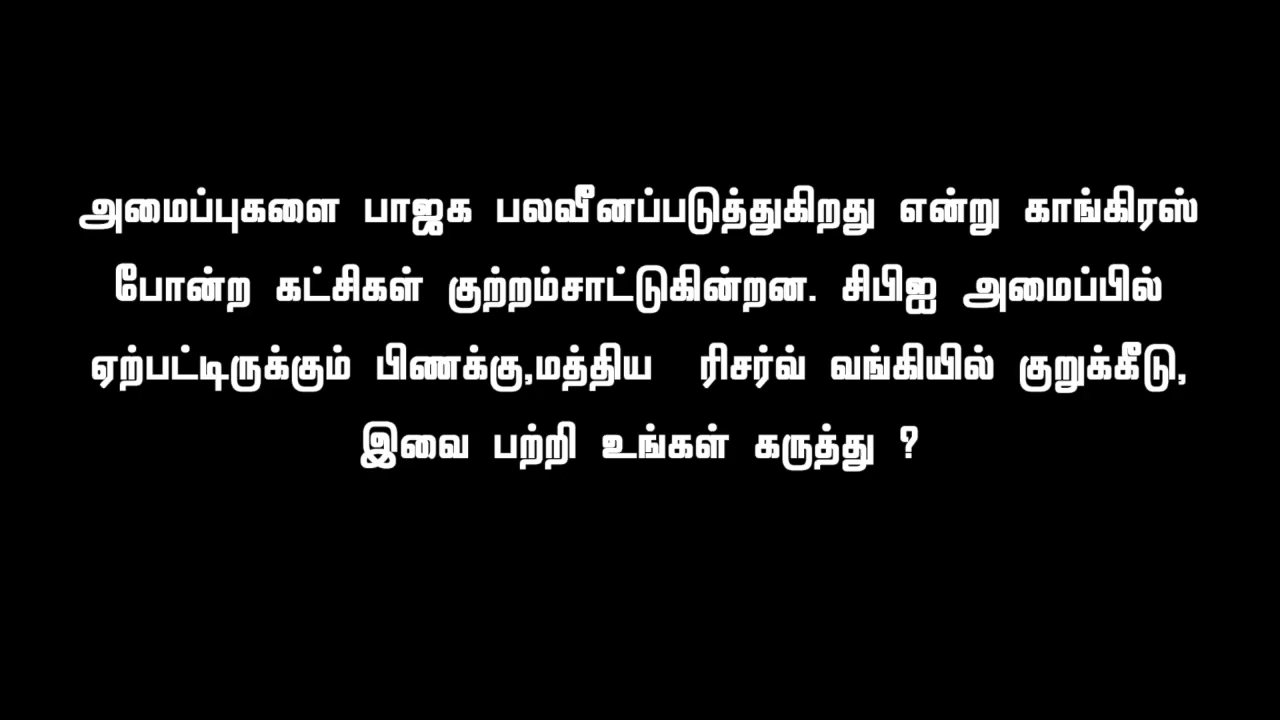 அமைப்புகளை பாஜக பலவீனப்படுத்துகிறது என்று காங்கிரஸ்
போன்ற கட்சிகள் குற்றம்சாட்டுகின்றன. சிபிஐ அமைப்பில்
ஏற்பட்டிருக்கும் பிணக்கு,மத்திய ரிசர்வ் வங்கியில் குறுக்கீடு,
இவை பற்றி உங்கள் கருத்து ?